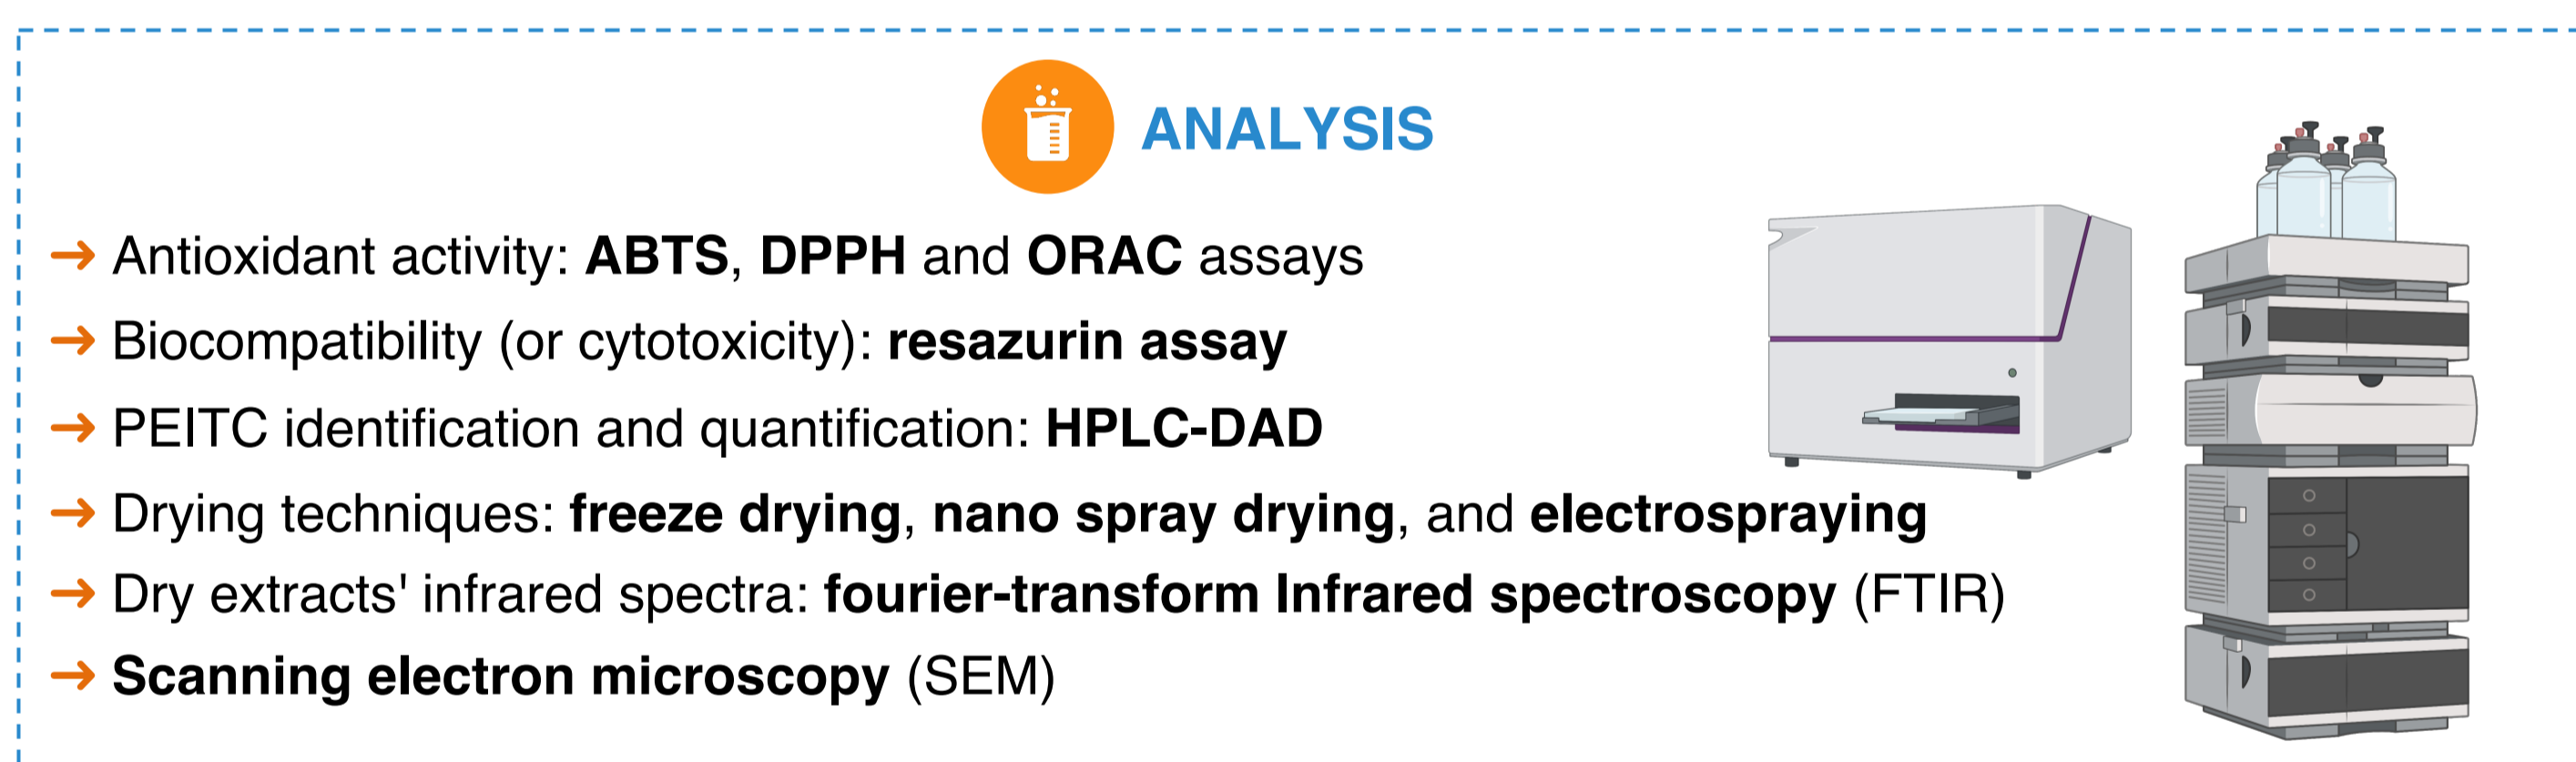 ANALYSIS
→ Antioxidant activity: ABTS, DPPH and ORAC assays
→ Biocompatibility (or cytotoxicity): resazurin assay
→ PEITC identification and quantification: HPLC-DAD
→ Drying techniques: freeze drying, nano spray drying, and electrospraying
→ Dry extracts' infrared spectra: fourier-transform Infrared spectroscopy (FTIR)
→ Scanning electron microscopy (SEM)